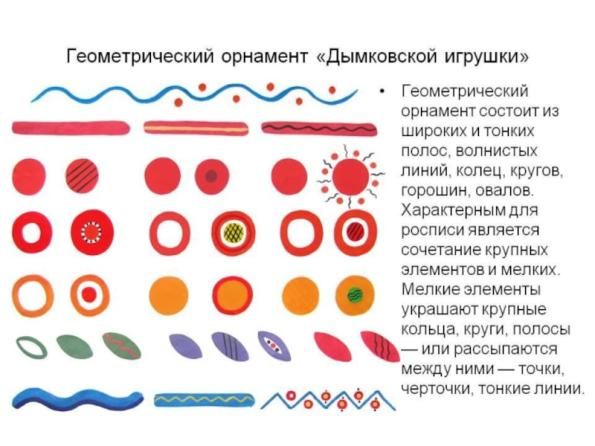 Геометрический орнамент «Дымковской игрушки»
• Геометрический
орнамент состоит из
широких и тонких
полос, волнистых
линий, колец, кругов,
горошин, овалов.
Характерным для
росписи является
сочетание крупных
элементов и мелких.
Мелкие элементы
украшают крупные
кольца, круги, полосы
— или рассыпаются
между ними — точки,
черточки, тонкие линии.